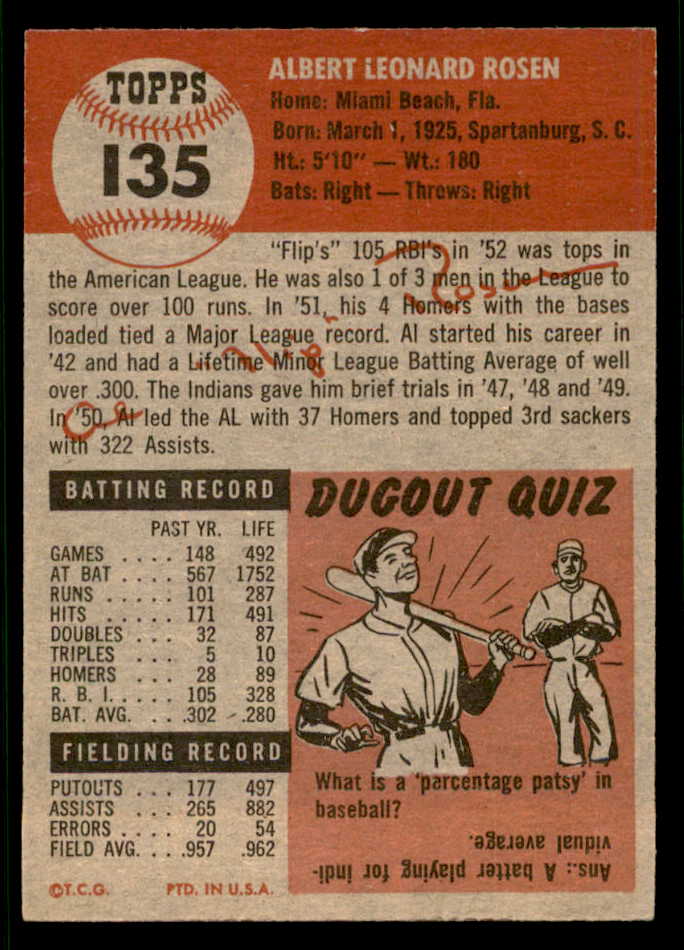 TOPPS
135
ALBERT LEONARD ROSEN
Home: Miami Beach, Fla.
Born: March 1, 1925, Spartanburg, S. C.
Ht.: 5'10" — Wt.: 180
Bats: Right — Throws: Right
"Flip's" 105 RBI's in '52 was tops in
the American League. He was also 1 of 3 men in the League to
score over 100 runs. In '51, his 4 Homers with the bases
loaded tied a Major League record. Al started his career in
'42 and had a Lifetime Minor League Batting Average of well
over .300. The Indians gave him brief trials in '47, '48 and '49.
In '50, Al led the AL with 37 Homers and topped 3rd sackers
with 322 Assists.
Al "Flip" Rosen
BATTING RECORD
PAST YR. LIFE
GAMES .... 148 492
AT BAT .... 567 1752
RUNS ..... 101 287
HITS ..... 171 491
DOUBLES ... 32 87
TRIPLES .... 5 10
HOMERS ... 28 89
R. B. I. .... 105 328
BAT. AVG. ... .302 .280
FIELDING RECORD
PUTOUTS ... 177 497
ASSISTS ... 265 882
ERRORS .... 20 54
FIELD AVG. ... .957 .962
©T.C.G. PTD. IN U.S.A.
DUGOUT QUIZ
What is a 'percentage patsy' in
baseball?
Ans.: A batter playing for indi-
vidual average.